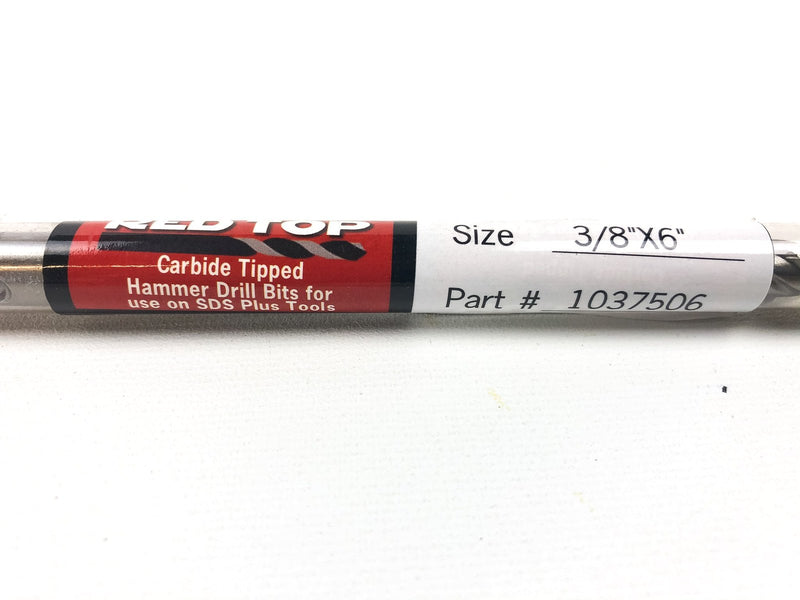 RED TOP
Carbide Tipped
Hammer Drill Bits for
use on SDS Plus Tools
Size 3/8"X6"
Part # 1037506